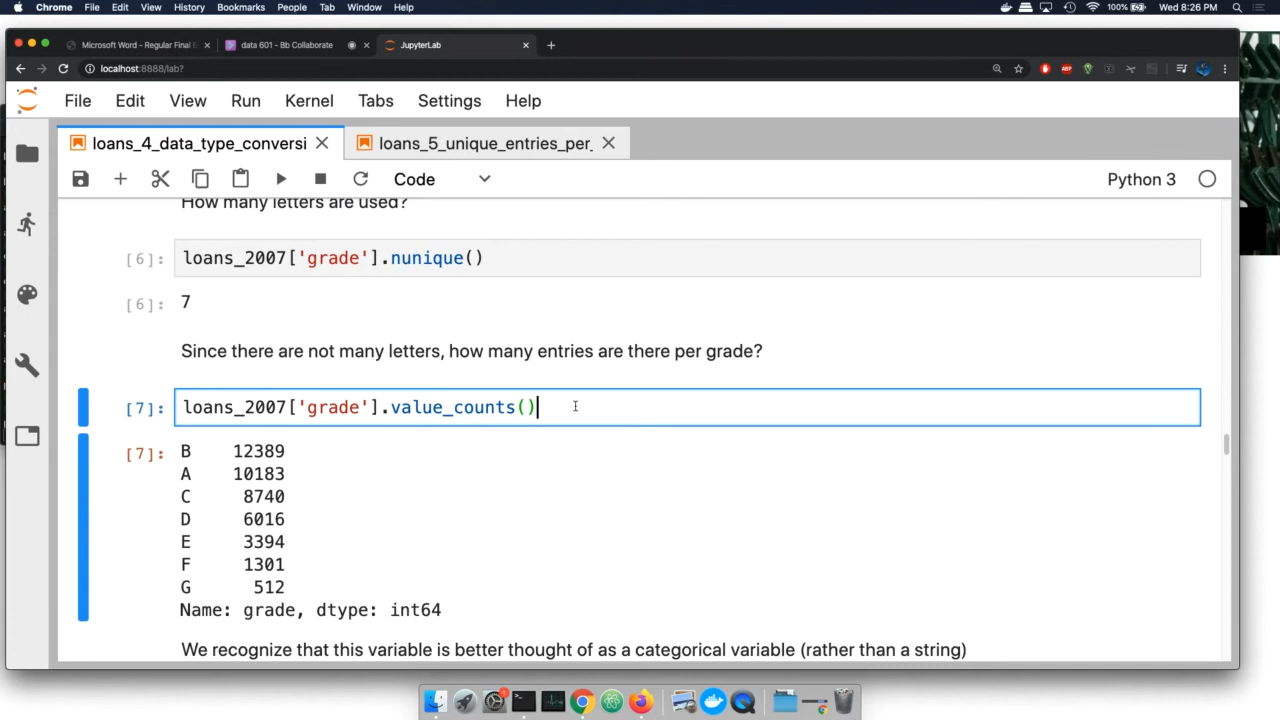 Chrome File Edit View History Bookmarks People Tab Window Help 100% Wed 8:26 PM
Microsoft Word - Regular Final E data 601 - Bb Collaborate JupyterLab
localhost:8888/lab?
File Edit View Run Kernel Tabs Settings Help
loans_4_data_type_conversi loans_5_unique_entries_per_
Code Python 3
How many letters are used?
[6]: loans_2007['grade'].nunique()
[6]: 7
Since there are not many letters, how many entries are there per grade?
[7]: loans_2007['grade'].value_counts()
[7]: B 12389
A 10183
C 8740
D 6016
E 3394
F 1301
G 512
Name: grade, dtype: int64
We recognize that this variable is better thought of as a categorical variable (rather than a string)